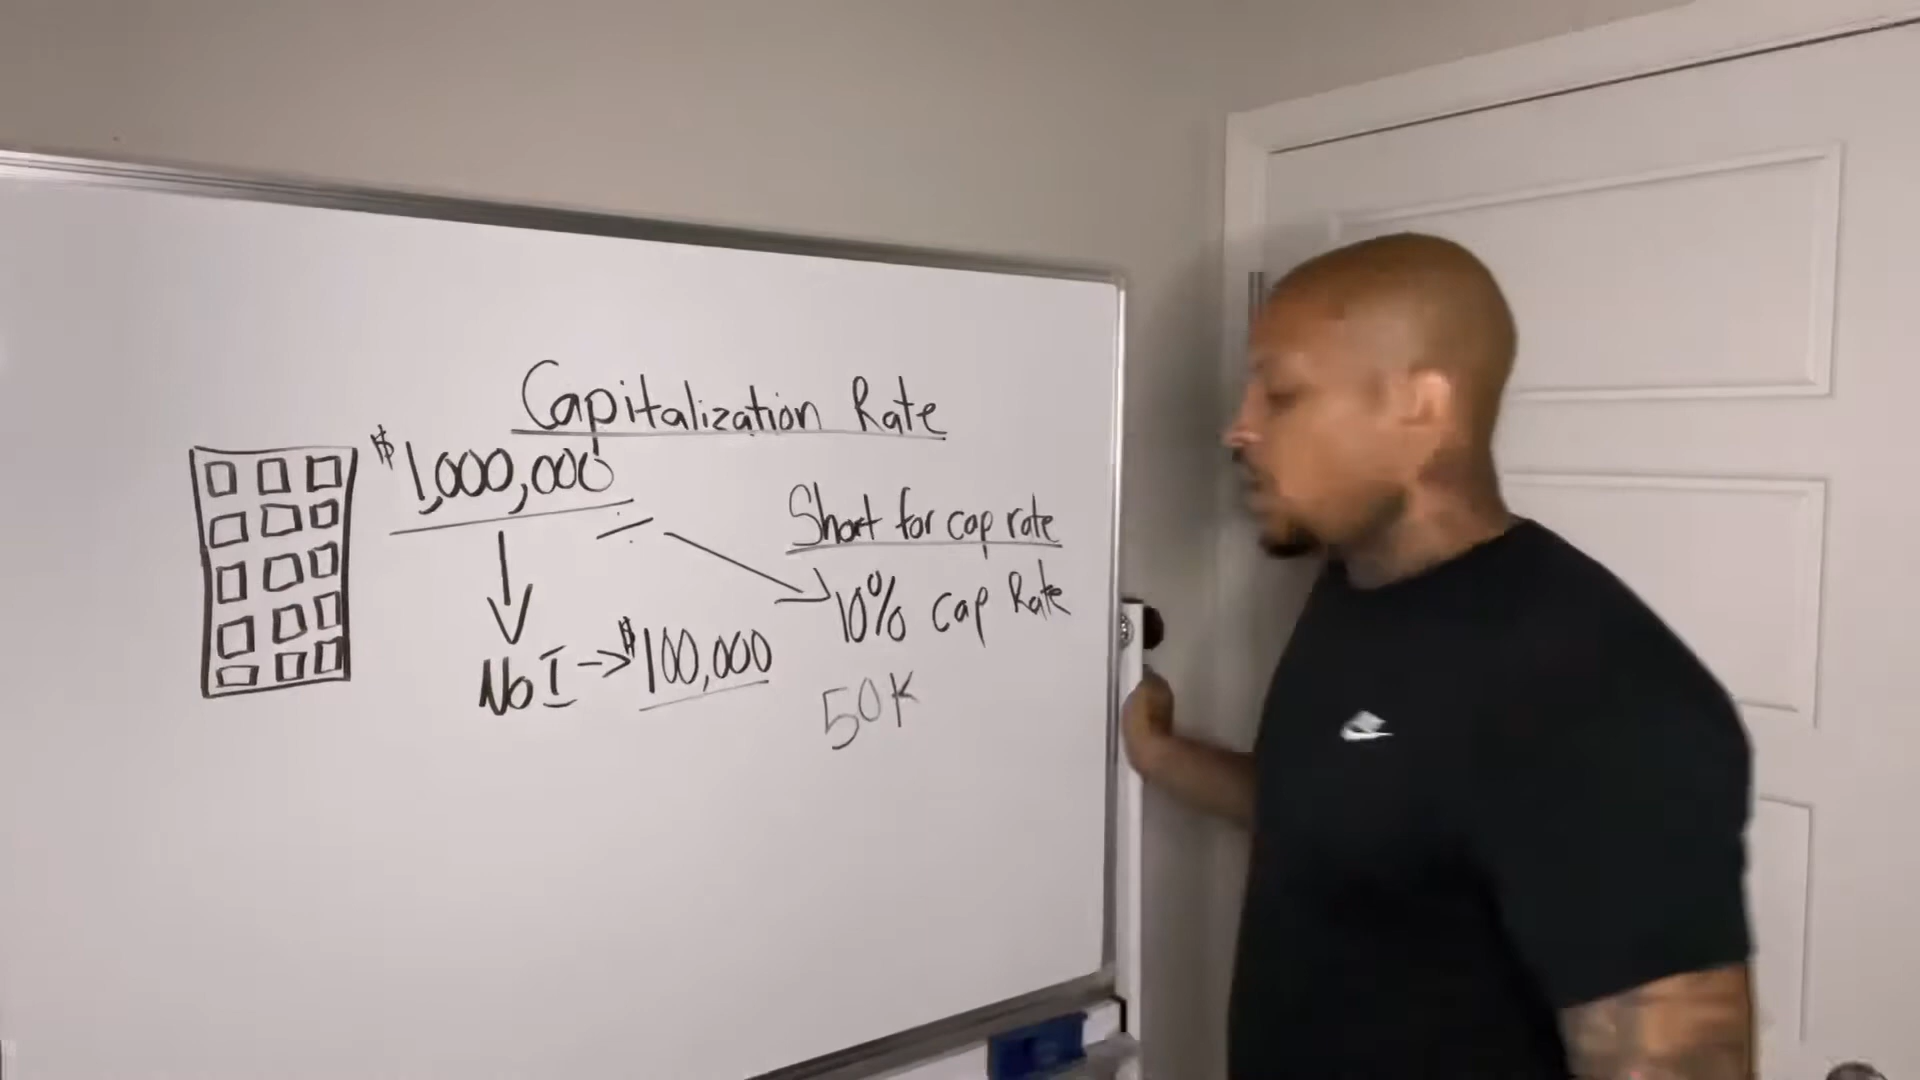 Capitalization Rate
$1,000,000
÷
Short for cap rate
10% cap Rate
NOI → $100,000
50K